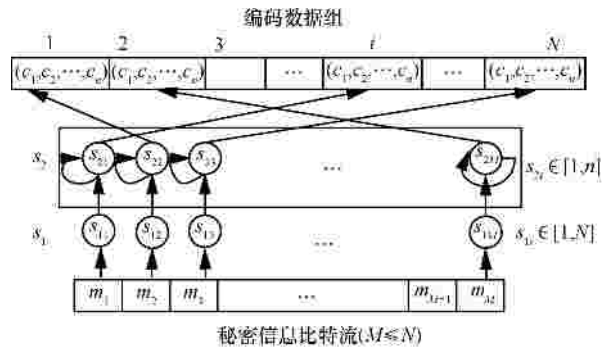 编码数据组
1 2 3 i N
(c₁,c₂,⋯,cₙ) (c₁,c₂,⋯,cₙ) ⋯ (c₁,c₂,⋯,cₙ) ⋯ (c₁,c₂,⋯,cₙ)
s₂ s₂₁ s₂₂ s₂₃ ⋯ s₂M s₂ᵢ∈[1,n]
s₁ s₁₁ s₁₂ s₁₃ ⋯ s₁M s₁ᵢ∈[1,N]
m₁ m₂ m₃ ⋯ m_M₋₁ m_M
秘密信息比特流(M≤N)